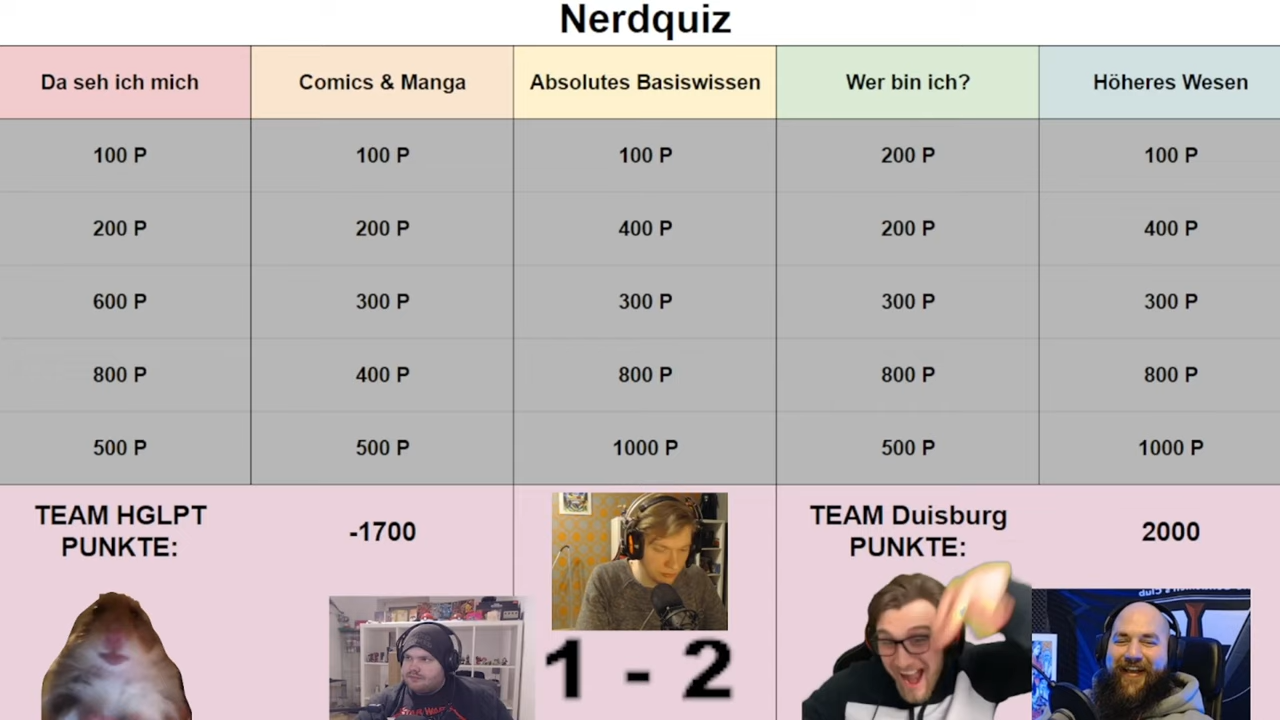 Nerdquiz
Da seh ich mich
Comics & Manga
Absolutes Basiswissen
Wer bin ich?
Höheres Wesen
100 P
100 P
100 P
200 P
100 P
200 P
200 P
400 P
200 P
400 P
600 P
300 P
300 P
300 P
300 P
800 P
400 P
800 P
800 P
800 P
500 P
500 P
1000 P
500 P
1000 P
TEAM HGLPT
PUNKTE:
-1700
TEAM Duisburg
PUNKTE:
2000
1 - 2
STAR WARS